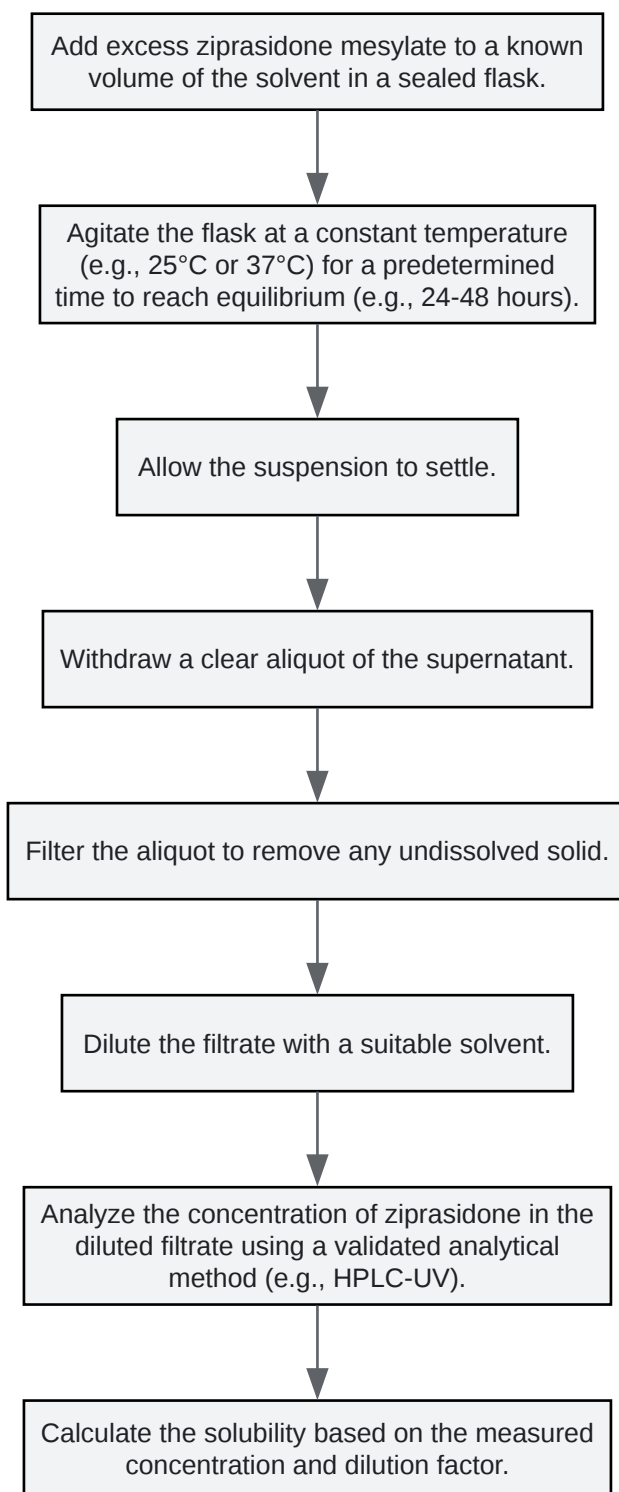 Add excess ziprasidone mesylate to a known
volume of the solvent in a sealed flask.
Agitate the flask at a constant temperature
(e.g., 25°C or 37°C) for a predetermined
time to reach equilibrium (e.g., 24-48 hours).
Allow the suspension to settle.
Withdraw a clear aliquot of the supernatant.
Filter the aliquot to remove any undissolved solid.
Dilute the filtrate with a suitable solvent.
Analyze the concentration of ziprasidone in the
diluted filtrate using a validated analytical
method (e.g., HPLC-UV).
Calculate the solubility based on the measured
concentration and dilution factor.